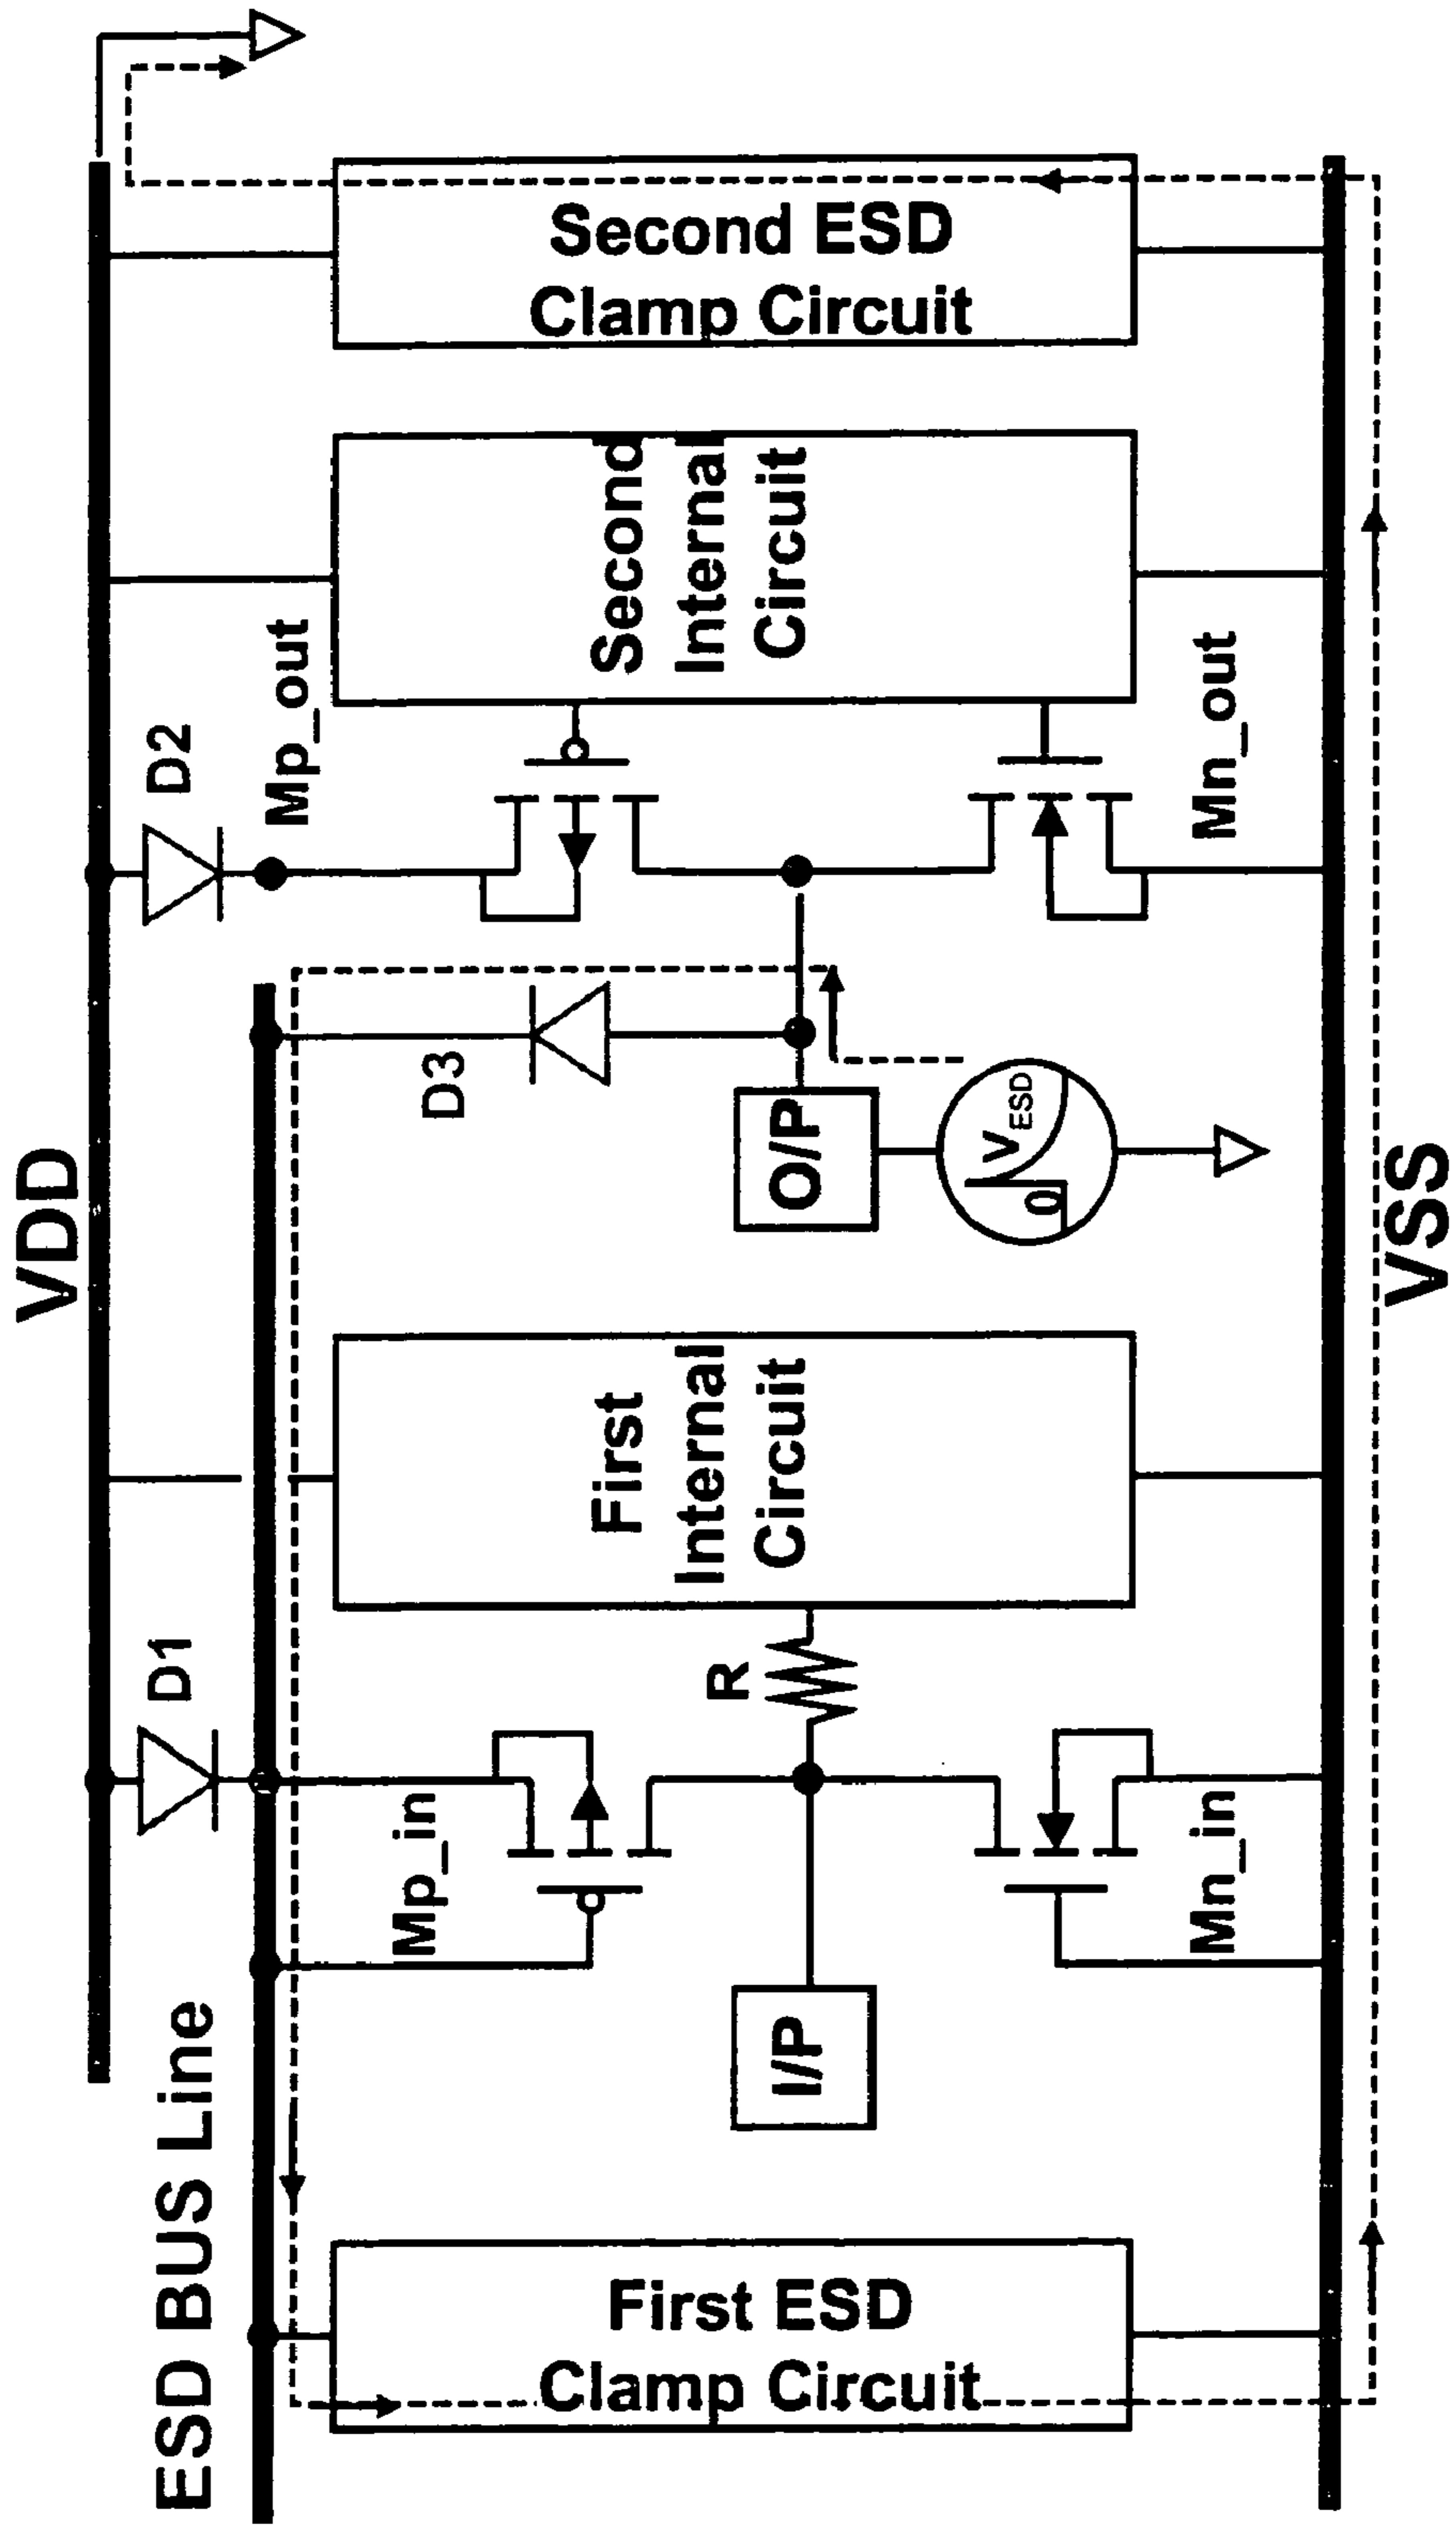 VDD
ESD BUS Line
D1
D2
Mp_out
Mp_in
D3
First ESD
Clamp Circuit
I/P
R
First
Internal
Circuit
O/P
V ESD
0
Second
Internal
Circuit
Second ESD
Clamp Circuit
Mn_in
Mn_out
VSS